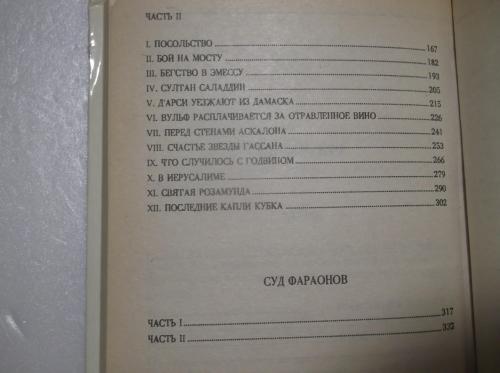 ЧАСТЬ II
I. ПОСОЛЬСТВО 167
II. БОЙ НА МОСТУ 182
III. БЕГСТВО В ЭМЕССУ 193
IV. СУЛТАН САЛАДДИН 205
V. Д'АРСИ УЕЗЖАЮТ ИЗ ДАМАСКА 215
VI. ВУЛЬФ РАСПЛАЧИВАЕТСЯ ЗА ОТРАВЛЕННОЕ ВИНО 226
VII. ПЕРЕД СТЕНАМИ АСКАЛОНА 241
VIII. СЧАСТЬЕ ЗВЕЗДЫ ГАССАНА 253
IX. ЧТО СЛУЧИЛОСЬ С ГОДВИНОМ 266
X. В ИЕРУСАЛИМЕ 279
XI. СВЯТАЯ РОЗАМУНДА 290
XII. ПОСЛЕДНИЕ КАПЛИ КУБКА 302
СУД ФАРАОНОВ
ЧАСТЬ I 317
ЧАСТЬ II